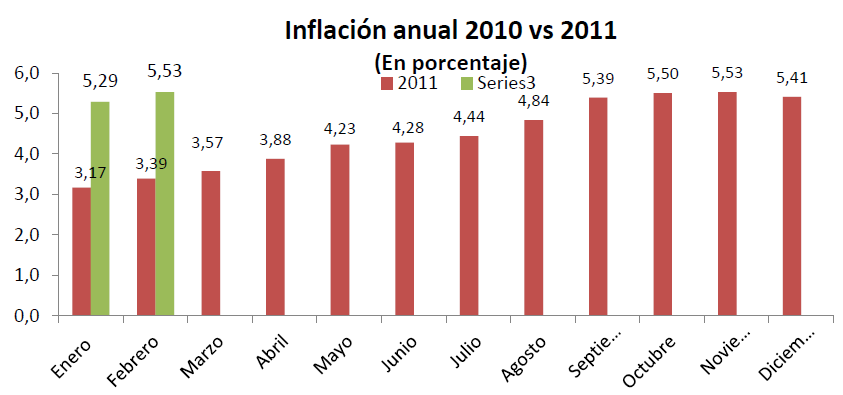 Inflación anual 2010 vs 2011
(En porcentaje)
2011 Series3
6,0
5,0
4,0
3,0
2,0
1,0
0,0
5,29
5,53
3,17
3,39
3,57
3,88
4,23
4,28
4,44
4,84
5,39
5,50
5,53
5,41
Enero
Febrero
Marzo
Abril
Mayo
Junio
Julio
Agosto
Septie...
Octubre
Novie...
Diciem...